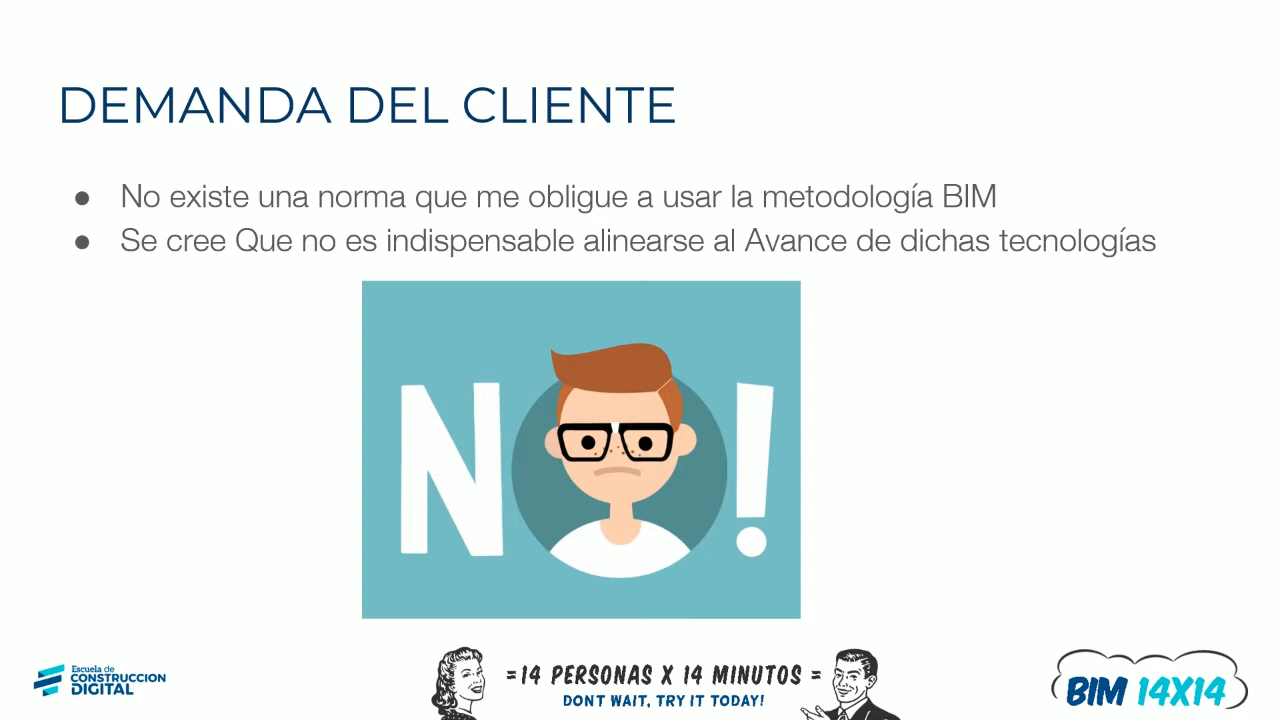 DEMANDA DEL CLIENTE
● No existe una norma que me obligue a usar la metodología BIM
● Se cree Que no es indispensable alinearse al Avance de dichas tecnologías
NO!
Escuela de
CONSTRUCCION
DIGITAL
=14 PERSONAS X 14 MINUTOS =
DONT WAIT, TRY IT TODAY!
BIM 14X14